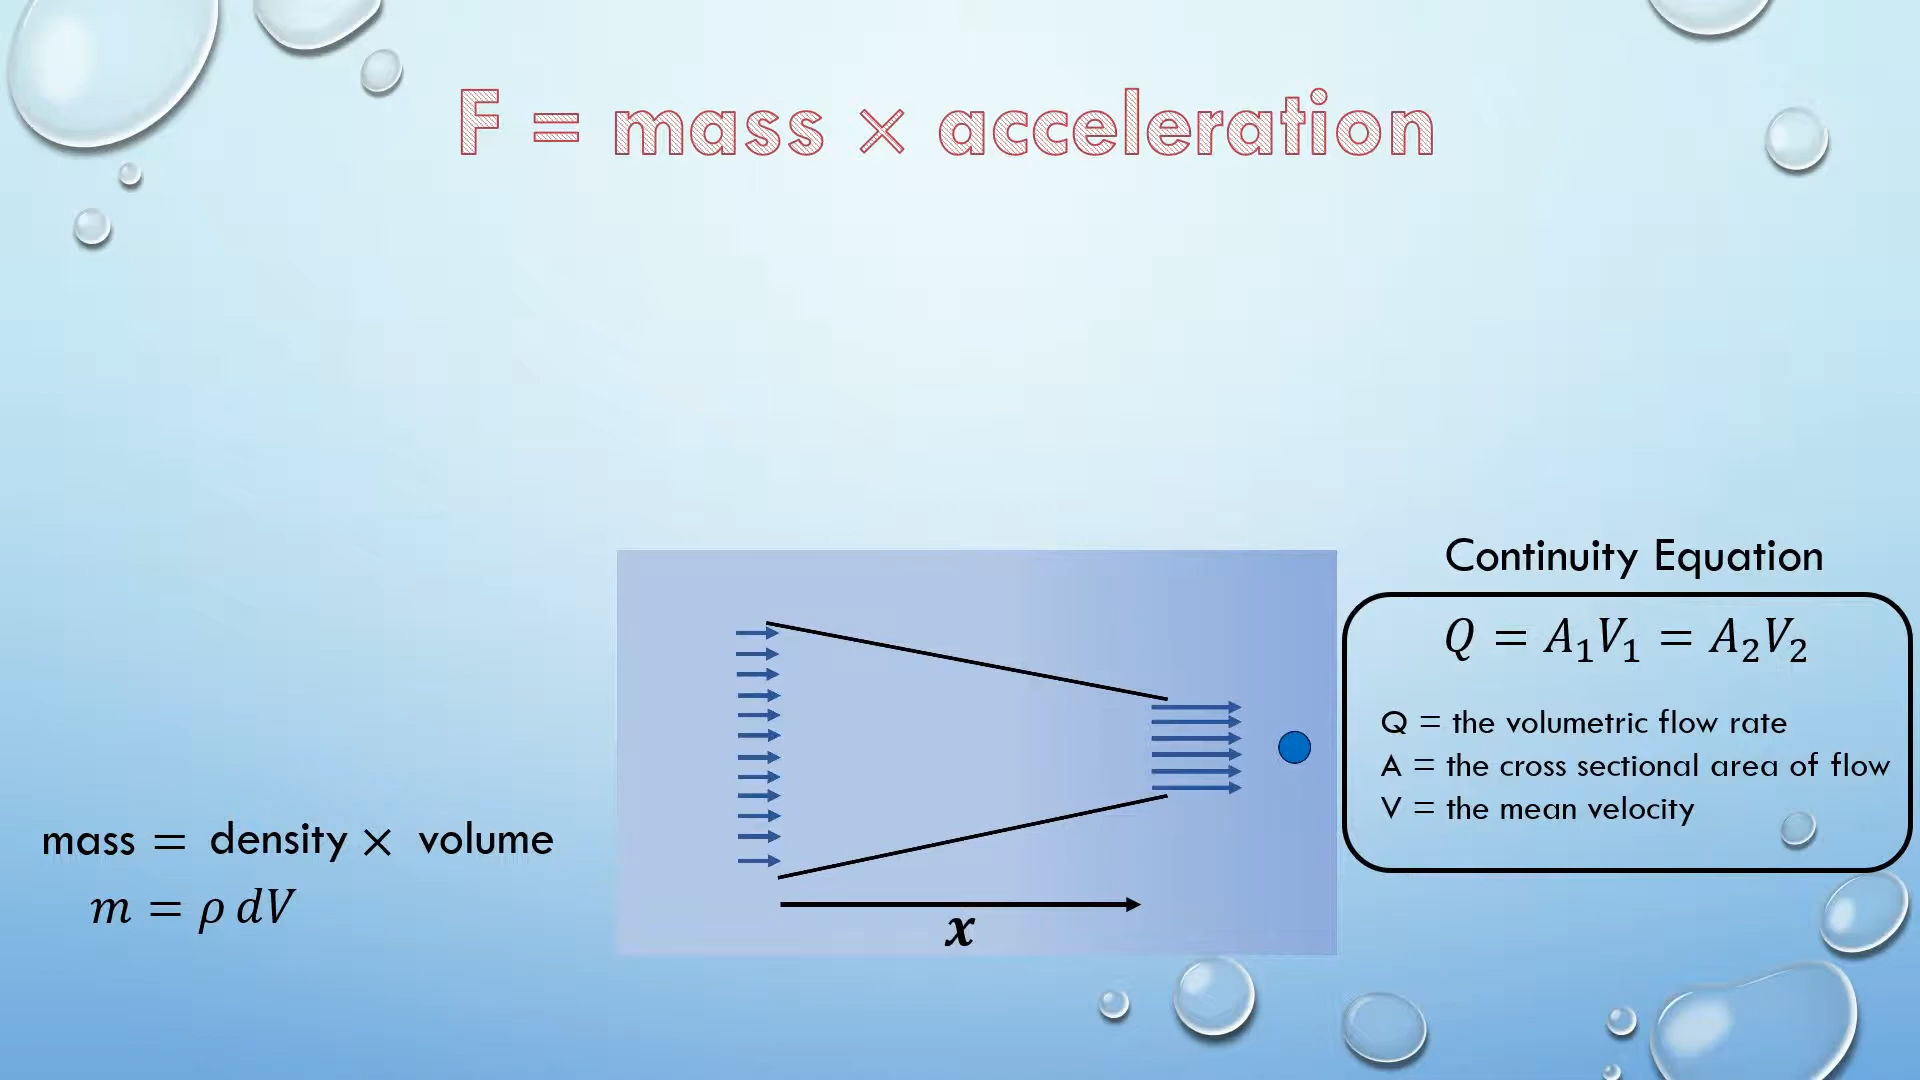 F = mass × acceleration
Continuity Equation
Q = A₁V₁ = A₂V₂
Q = the volumetric flow rate
A = the cross sectional area of flow
V = the mean velocity
mass = density × volume
m = ρ dV
x